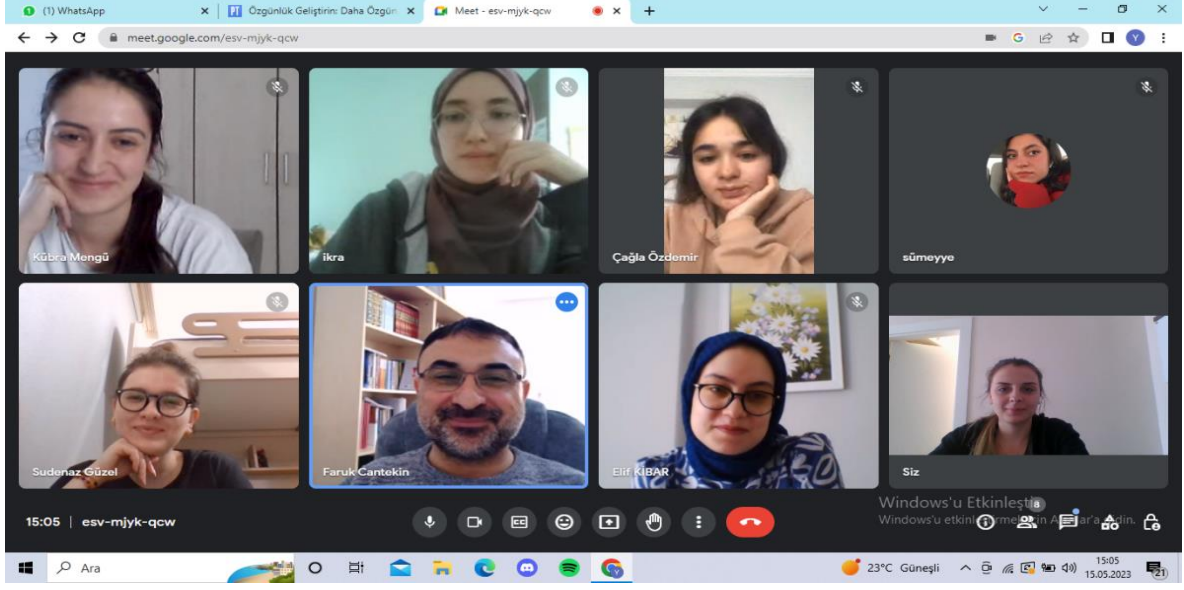 (1) WhatsApp
Özgünlük Geliştirin: Daha Özgün
Meet - esv-mjyk-qcw
meet.google.com/esv-mjyk-qcw
Y
Kübra Mengü
ikra
Çağla Özdemir
sümeyye
Sudenaz Güzel
Faruk Cantekin
Elif KİBAR
Siz
Windows'u Etkinleştir
8
15:05 | esv-mjyk-qcw
Ara
23°C Güneşli
15:05
15.05.2023
21